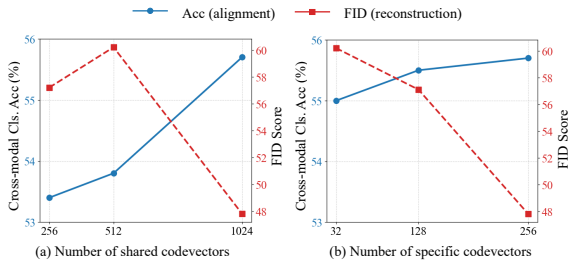 Acc (alignment) FID (reconstruction)
Cross-modal Cls. Acc (%)
56
55
54
53
256 512 1024
60
58
56
54
52
50
48
FID Score
(a) Number of shared codevectors
Cross-modal Cls. Acc (%)
56
55
54
53
32 128 256
60
58
56
54
52
50
48
FID Score
(b) Number of specific codevectors